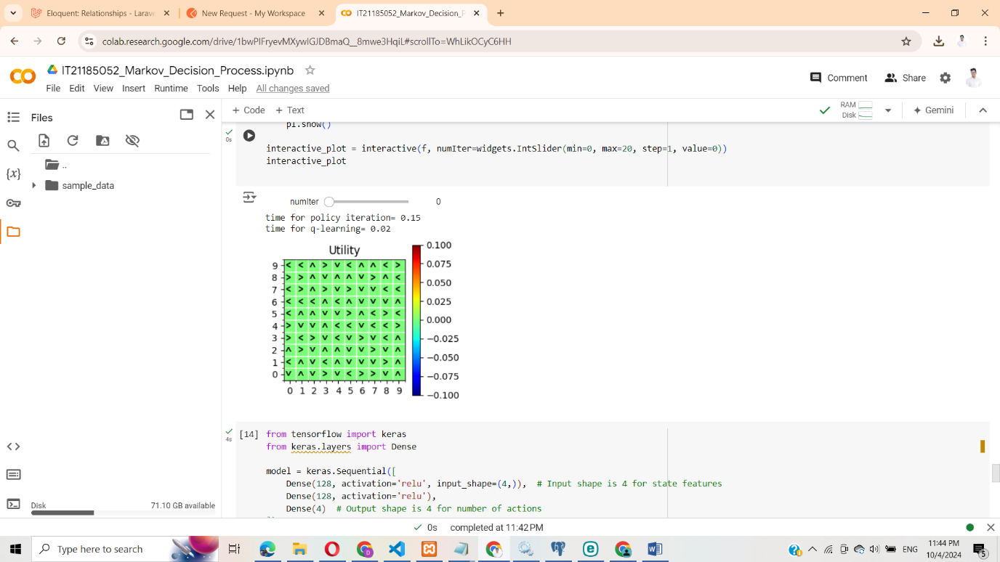 Eloquent: Relationships - Larave
New Request - My Workspace
IT21185052_Markov_Decision_P
colab.research.google.com/drive/1bwPIFryevMXywIGJDBmaQ__8mwe3HqiL#scrollTo=WhLikOCyC6HH
IT21185052_Markov_Decision_Process.ipynb
File Edit View Insert Runtime Tools Help All changes saved
Comment Share
Files
+ Code + Text
RAM
Disk
Gemini
..
sample_data
0s
pl.show()
interactive_plot = interactive(f, numIter=widgets.IntSlider(min=0, max=20, step=1, value=0))
interactive_plot
numIter 0
time for policy iteration= 0.15
time for q-learning= 0.02
Utility
9 < < ^ > v < ^ ^ < >
8 > > ^ v ^ ^ v > ^ <
7 < > ^ > v > v v < <
6 < < < ^ < ^ v v v ^
5 < ^ ^ v v > ^ < > <
4 > v v ^ < < v < < >
3 > < > v < v > v < ^
2 ^ > v ^ ^ v v > v ^
1 < ^ v < ^ v v v > ^
0 v ^ v > v < > > v ^
0 1 2 3 4 5 6 7 8 9
0.100
0.075
0.050
0.025
0.000
−0.025
−0.050
−0.075
−0.100
4s
[14] from tensorflow import keras
from keras.layers import Dense
model = keras.Sequential([
Dense(128, activation='relu', input_shape=(4,)), # Input shape is 4 for state features
Dense(128, activation='relu'),
Dense(4) # Output shape is 4 for number of actions
Disk 71.10 GB available
0s completed at 11:42 PM
Type here to search
ENG
11:44 PM
10/4/2024
5